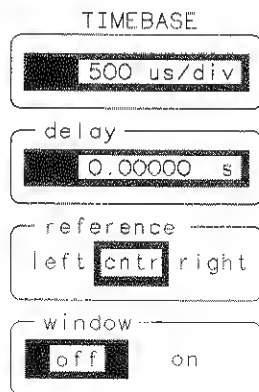 TIMEBASE
500 us/div
delay
0.00000 s
reference
left cntr right
window
off on